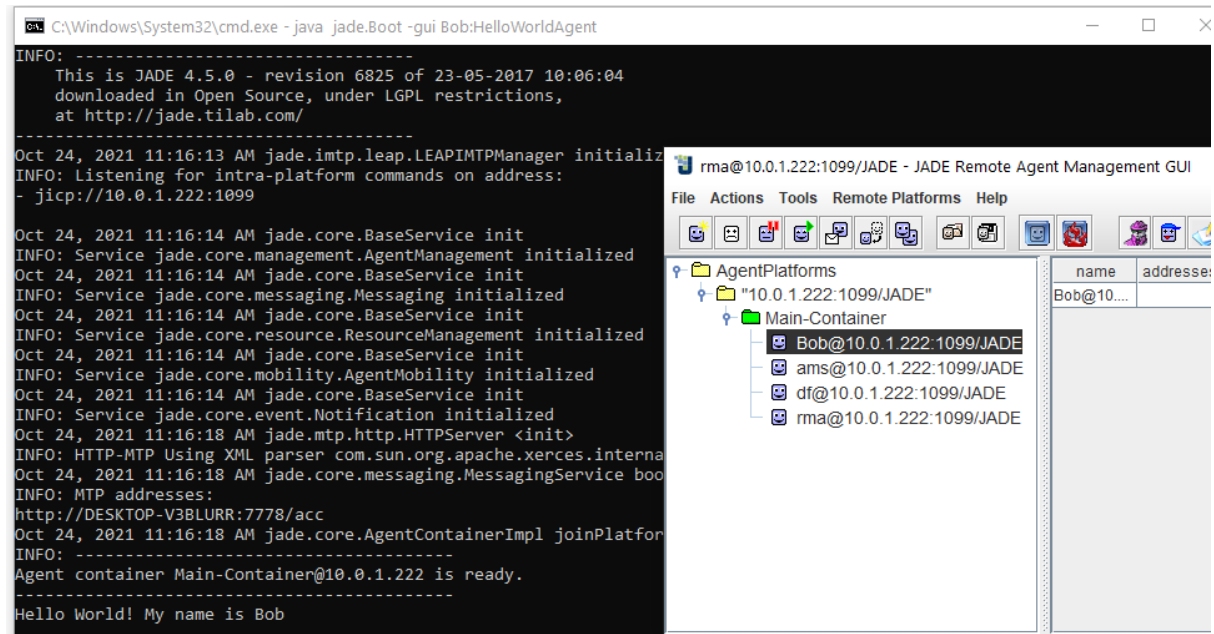 C:\Windows\System32\cmd.exe - java jade.Boot -gui Bob:HelloWorldAgent
INFO: ----------------------------------
This is JADE 4.5.0 - revision 6825 of 23-05-2017 10:06:04
downloaded in Open Source, under LGPL restrictions,
at http://jade.tilab.com/
----------------------------------------
Oct 24, 2021 11:16:13 AM jade.imtp.leap.LEAPIMTPManager initializ
INFO: Listening for intra-platform commands on address:
- jicp://10.0.1.222:1099
Oct 24, 2021 11:16:14 AM jade.core.BaseService init
INFO: Service jade.core.management.AgentManagement initialized
Oct 24, 2021 11:16:14 AM jade.core.BaseService init
INFO: Service jade.core.messaging.Messaging initialized
Oct 24, 2021 11:16:14 AM jade.core.BaseService init
INFO: Service jade.core.resource.ResourceManagement initialized
Oct 24, 2021 11:16:14 AM jade.core.BaseService init
INFO: Service jade.core.mobility.AgentMobility initialized
Oct 24, 2021 11:16:14 AM jade.core.BaseService init
INFO: Service jade.core.event.Notification initialized
Oct 24, 2021 11:16:18 AM jade.mtp.http.HTTPServer <init>
INFO: HTTP-MTP Using XML parser com.sun.org.apache.xerces.interna
Oct 24, 2021 11:16:18 AM jade.core.messaging.MessagingService boo
INFO: MTP addresses:
http://DESKTOP-V3BLURR:7778/acc
Oct 24, 2021 11:16:18 AM jade.core.AgentContainerImpl joinPlatfor
INFO: --------------------------------------
Agent container Main-Container@10.0.1.222 is ready.
--------------------------------------------
Hello World! My name is Bob
rma@10.0.1.222:1099/JADE - JADE Remote Agent Management GUI
File Actions Tools Remote Platforms Help
AgentPlatforms
"10.0.1.222:1099/JADE"
Main-Container
Bob@10.0.1.222:1099/JADE
ams@10.0.1.222:1099/JADE
df@10.0.1.222:1099/JADE
rma@10.0.1.222:1099/JADE
name addresses
Bob@10....